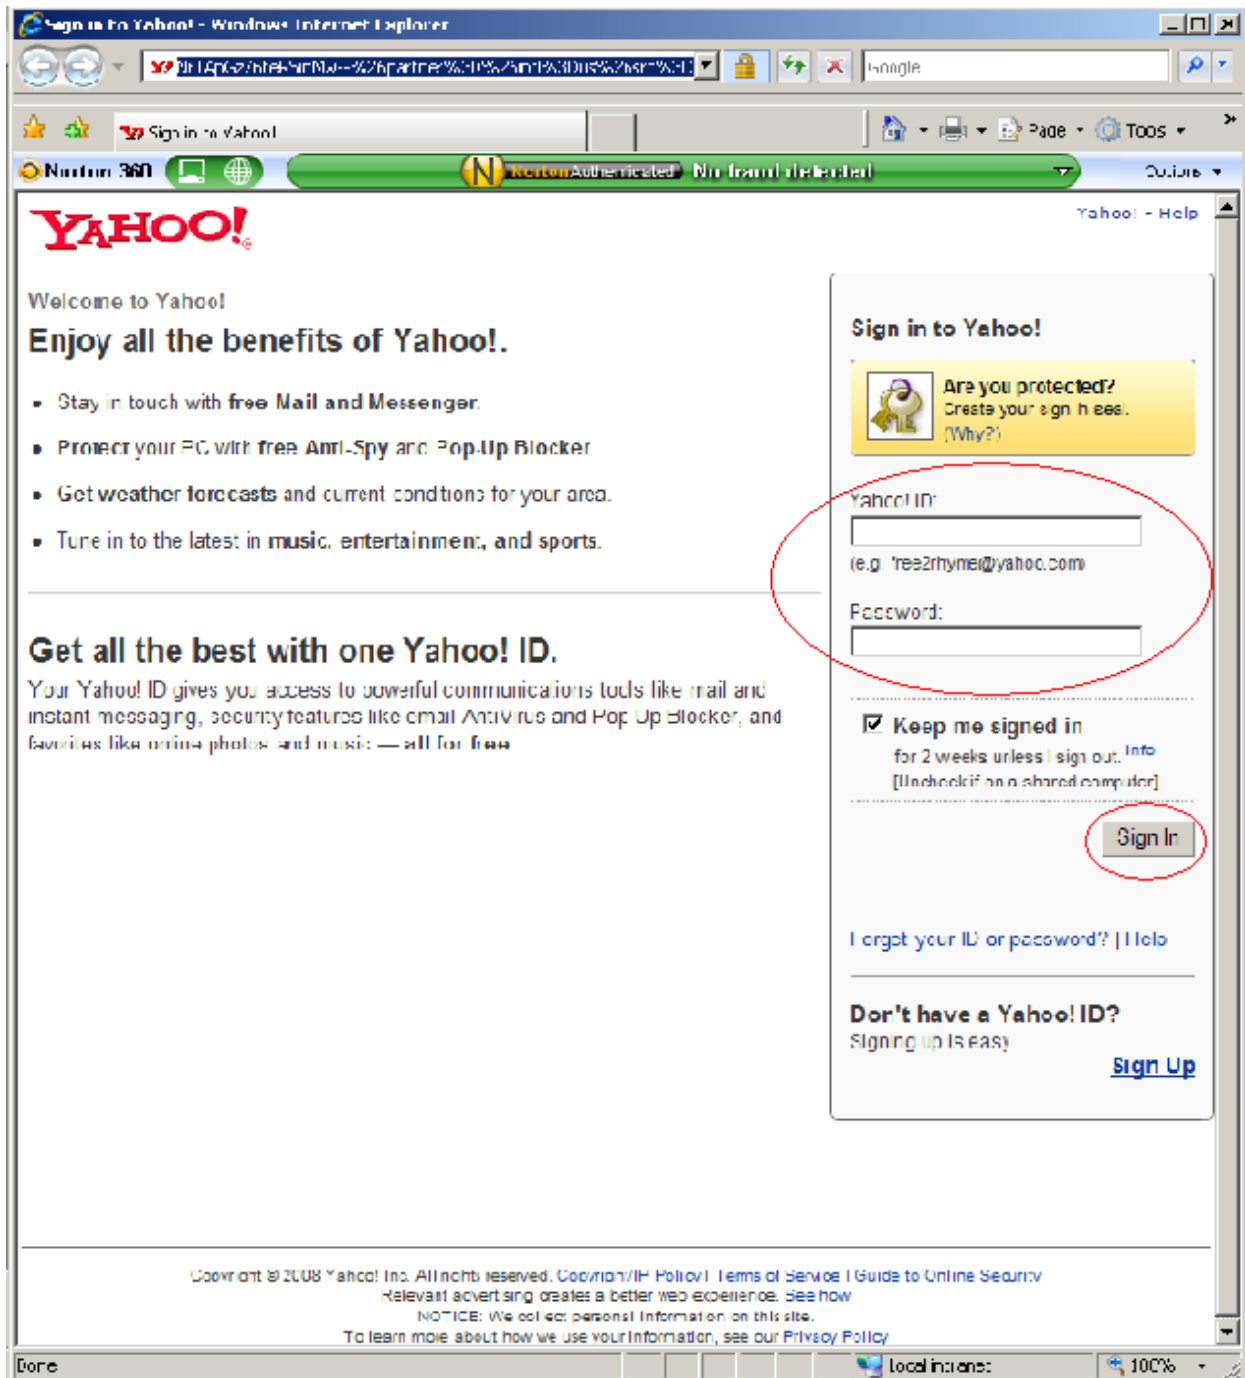 Sign in to Yahoo! - Windows Internet Explorer
Google
Sign in to Yahoo!
Page
Tools
Norton 360
N
Norton Authenticated
No fraud detected
Options
YAHOO!
Yahoo! - Help
Welcome to Yahoo!
Enjoy all the benefits of Yahoo!.
Stay in touch with free Mail and Messenger.
Protect your PC with free Anti-Spy and Pop-Up Blocker
Get weather forecasts and current conditions for your area.
Tune in to the latest in music, entertainment, and sports.
Get all the best with one Yahoo! ID.
Your Yahoo! ID gives you access to powerful communications tools like mail and
instant messaging, security features like email AntiVirus and Pop Up Blocker, and
favorites like online photos and music — all for free
Sign in to Yahoo!
Are you protected?
Create your sign in seal.
(Why?)
Yahoo! ID:
(e.g. free2rhyme@yahoo.com)
Password:
Keep me signed in
for 2 weeks unless I sign out. Info
[Uncheck if on a shared computer]
Sign In
Forget your ID or password? | Help
Don't have a Yahoo! ID?
Signing up is easy
Sign Up
Copyright © 2008 Yahoo! Inc. All rights reserved. Copyright/IP Policy | Terms of Service | Guide to Online Security
Relevant advertising creates a better web experience. See how
NOTICE: We collect personal information on this site.
To learn more about how we use your information, see our Privacy Policy
Done
Local intranet
100%